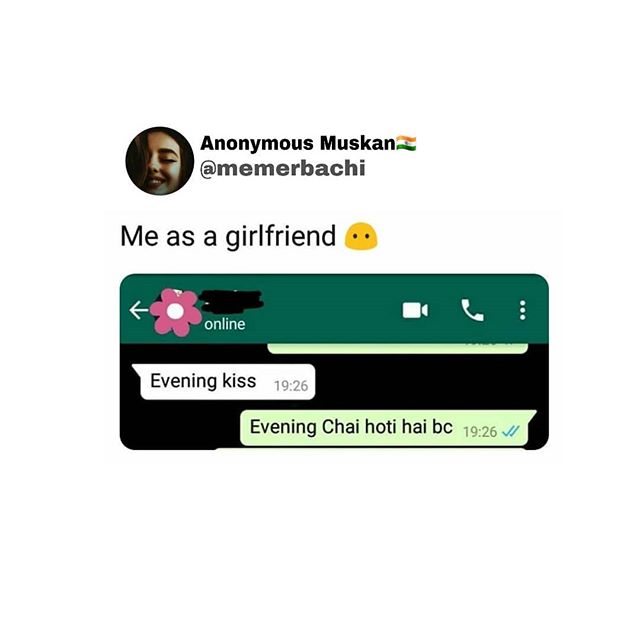 Anonymous Muskan🇮🇳
@memerbachi
Me as a girlfriend 😶
online
Evening kiss 19:26
Evening Chai hoti hai bc 19:26